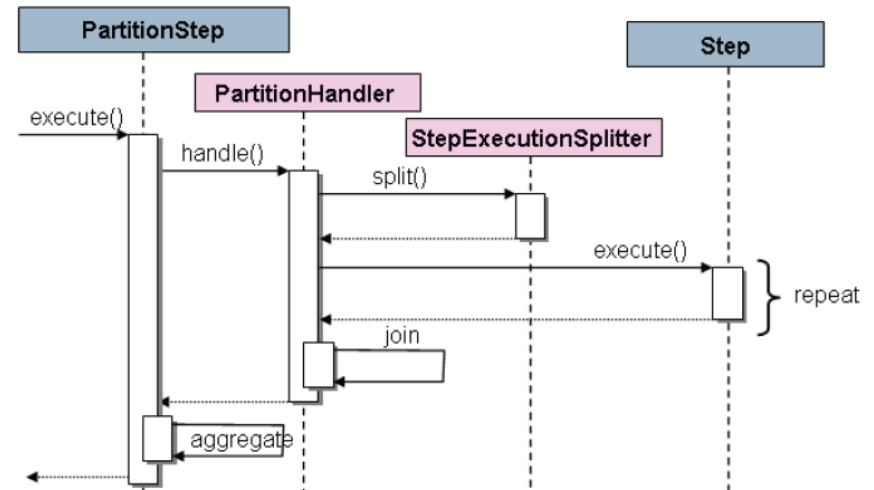 PartitionStep
Step
PartitionHandler
execute()
StepExecutionSplitter
handle()
split()
execute()
repeat
join
aggregate